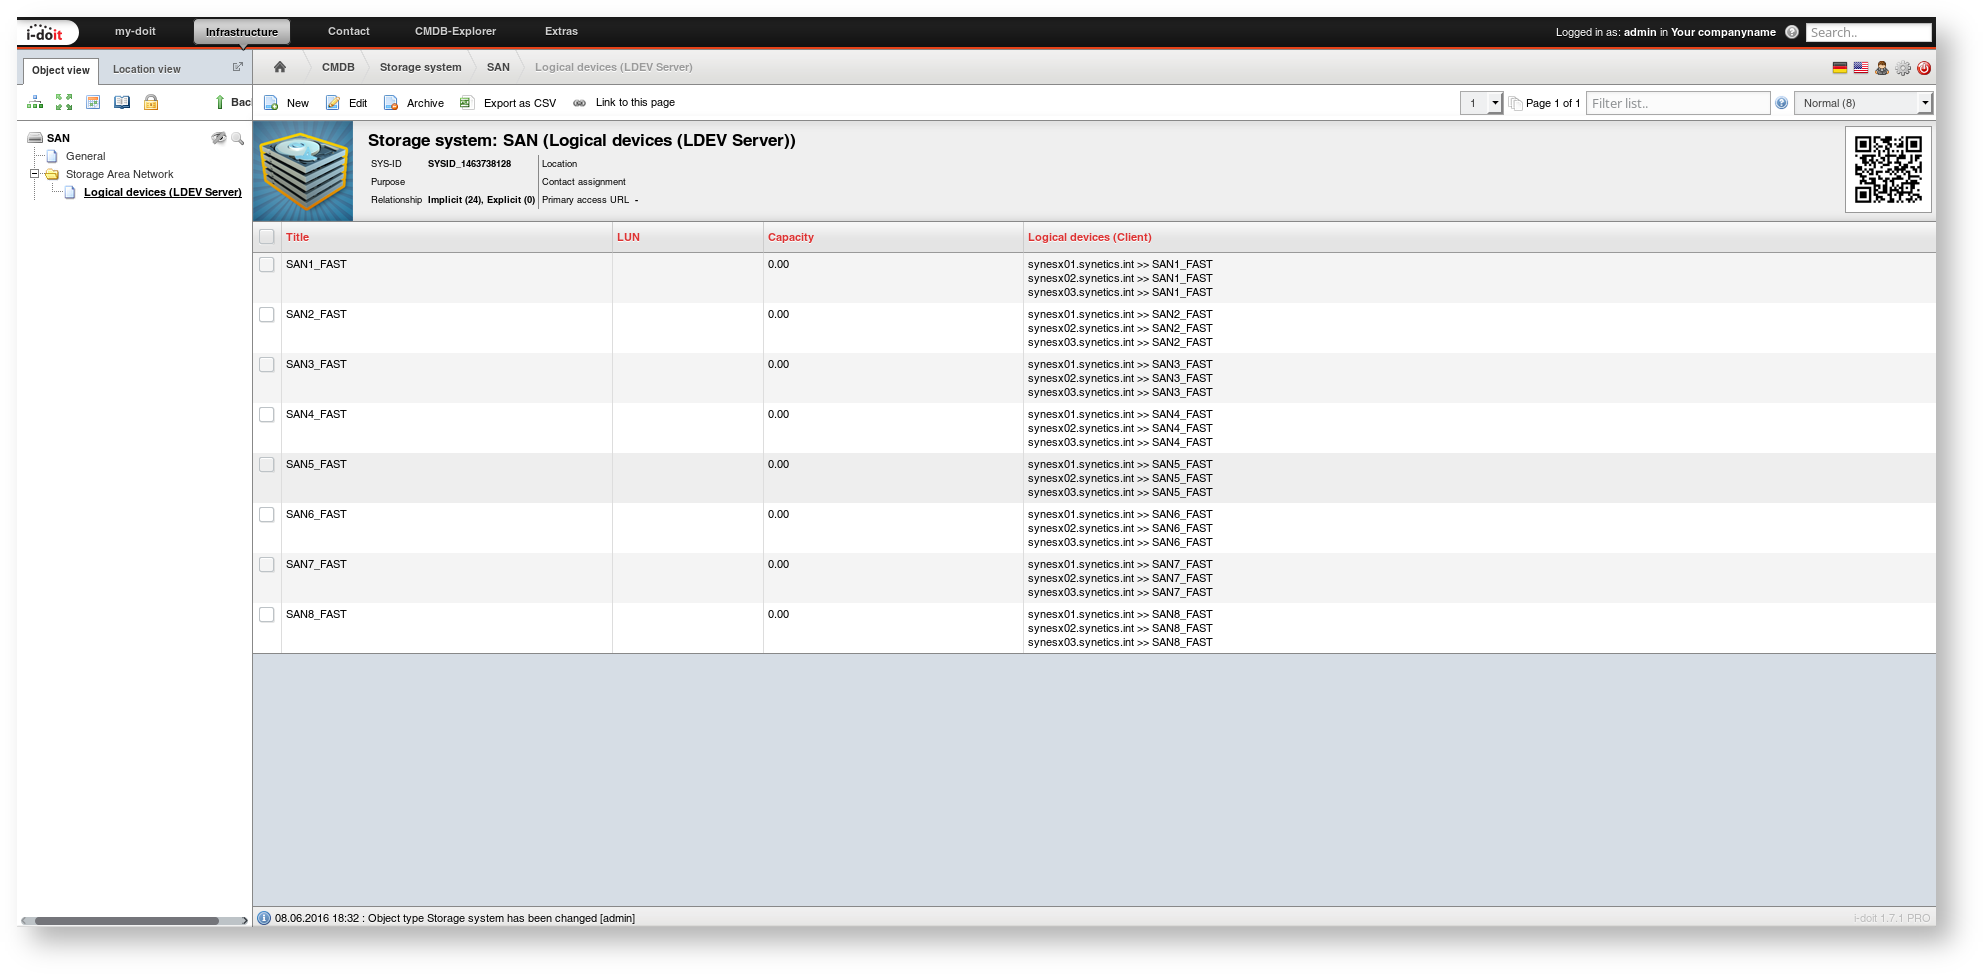 i-doit
my-doit
Infrastructure
Contact
CMDB-Explorer
Extras
Logged in as: admin in Your companyname
Search..
Object view
Location view
CMDB
Storage system
SAN
Logical devices (LDEV Server)
Bac
New
Edit
Archive
Export as CSV
Link to this page
1
Page 1 of 1
Filter list..
Normal (8)
SAN
General
Storage Area Network
Logical devices (LDEV Server)
Storage system: SAN (Logical devices (LDEV Server))
SYS-ID SYSID_1463738128 Location
Purpose Contact assignment
Relationship Implicit (24), Explicit (0) Primary access URL -
Title LUN Capacity Logical devices (Client)
SAN1_FAST 0.00 synesx01.synetics.int >> SAN1_FAST
synesx02.synetics.int >> SAN1_FAST
synesx03.synetics.int >> SAN1_FAST
SAN2_FAST 0.00 synesx01.synetics.int >> SAN2_FAST
synesx02.synetics.int >> SAN2_FAST
synesx03.synetics.int >> SAN2_FAST
SAN3_FAST 0.00 synesx01.synetics.int >> SAN3_FAST
synesx02.synetics.int >> SAN3_FAST
synesx03.synetics.int >> SAN3_FAST
SAN4_FAST 0.00 synesx01.synetics.int >> SAN4_FAST
synesx02.synetics.int >> SAN4_FAST
synesx03.synetics.int >> SAN4_FAST
SAN5_FAST 0.00 synesx01.synetics.int >> SAN5_FAST
synesx02.synetics.int >> SAN5_FAST
synesx03.synetics.int >> SAN5_FAST
SAN6_FAST 0.00 synesx01.synetics.int >> SAN6_FAST
synesx02.synetics.int >> SAN6_FAST
synesx03.synetics.int >> SAN6_FAST
SAN7_FAST 0.00 synesx01.synetics.int >> SAN7_FAST
synesx02.synetics.int >> SAN7_FAST
synesx03.synetics.int >> SAN7_FAST
SAN8_FAST 0.00 synesx01.synetics.int >> SAN8_FAST
synesx02.synetics.int >> SAN8_FAST
synesx03.synetics.int >> SAN8_FAST
08.06.2016 18:32 : Object type Storage system has been changed [admin]
i-doit 1.7.1 PRO